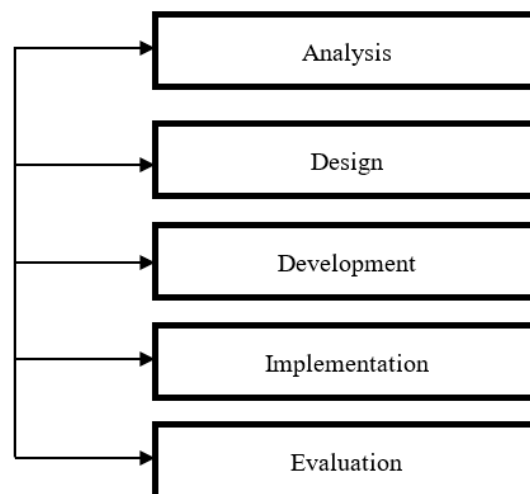 Analysis
Design
Development
Implementation
Evaluation